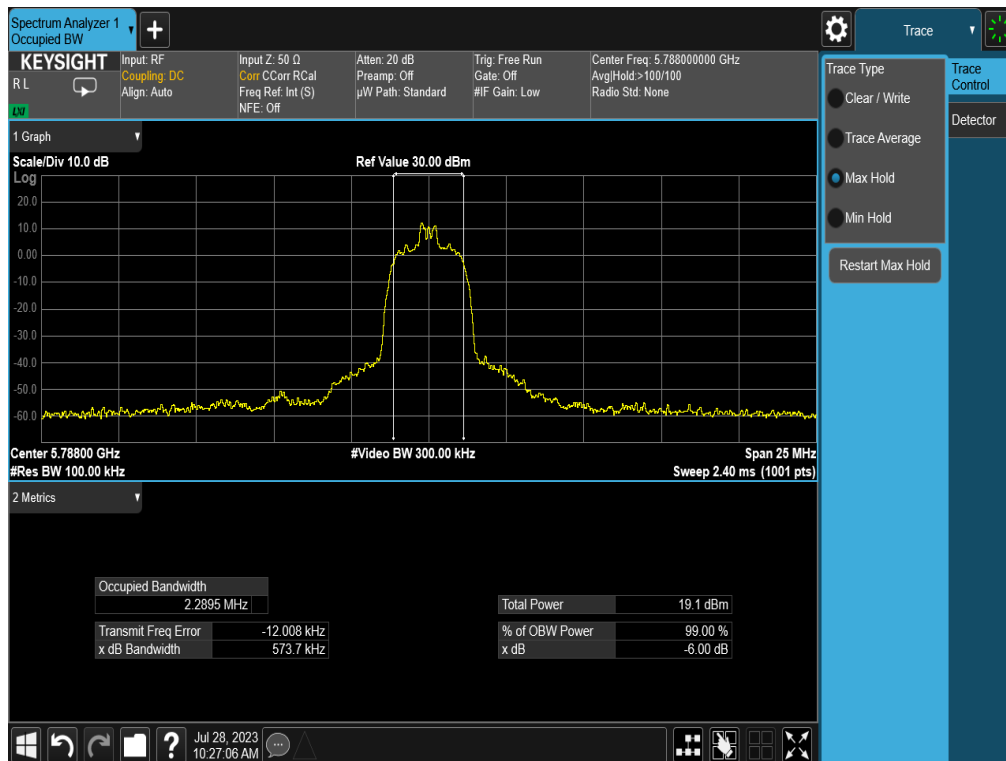 Spectrum Analyzer 1
Occupied BW
+
Trace
KEYSIGHT
R L
LXI
Input: RF
Coupling: DC
Align: Auto
Input Z: 50 Ω
Corr CCorr RCal
Freq Ref: Int (S)
NFE: Off
Atten: 20 dB
Preamp: Off
µW Path: Standard
Trig: Free Run
Gate: Off
#IF Gain: Low
Center Freq: 5.788000000 GHz
Avg|Hold:>100/100
Radio Std: None
1 Graph
Scale/Div 10.0 dB
Ref Value 30.00 dBm
Log
20.0
10.0
0.00
-10.0
-20.0
-30.0
-40.0
-50.0
-60.0
Center 5.78800 GHz
#Video BW 300.00 kHz
Span 25 MHz
#Res BW 100.00 kHz
Sweep 2.40 ms (1001 pts)
2 Metrics
Occupied Bandwidth
2.2895 MHz
Transmit Freq Error -12.008 kHz
x dB Bandwidth 573.7 kHz
Total Power 19.1 dBm
% of OBW Power 99.00 %
x dB -6.00 dB
Trace Type
Clear / Write
Trace Average
Max Hold
Min Hold
Restart Max Hold
Trace
Control
Detector
?
Jul 28, 2023
10:27:06 AM